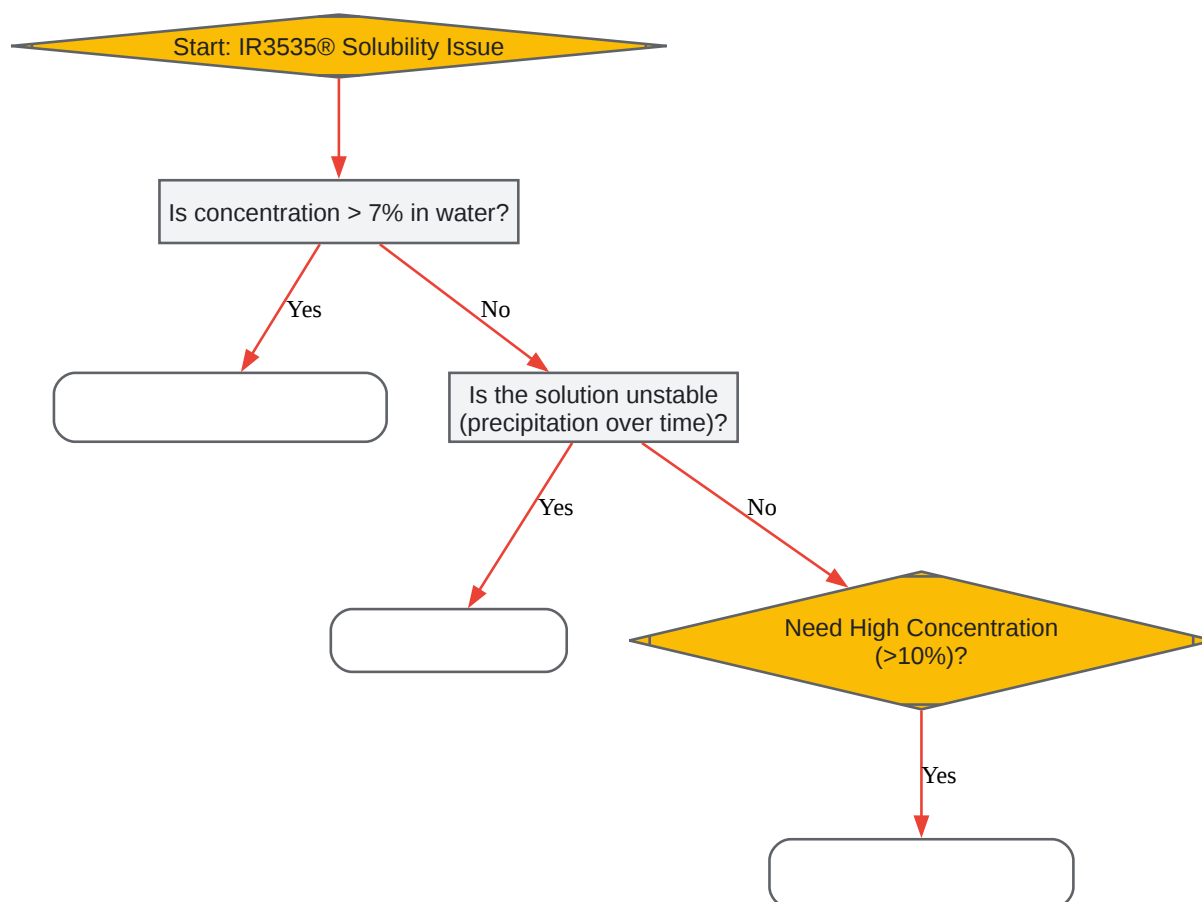 Start: IR3535® Solubility Issue
Is concentration > 7% in water?
Yes
No
Is the solution unstable
(precipitation over time)?
Yes
No
Need High Concentration
(>10%)?
Yes